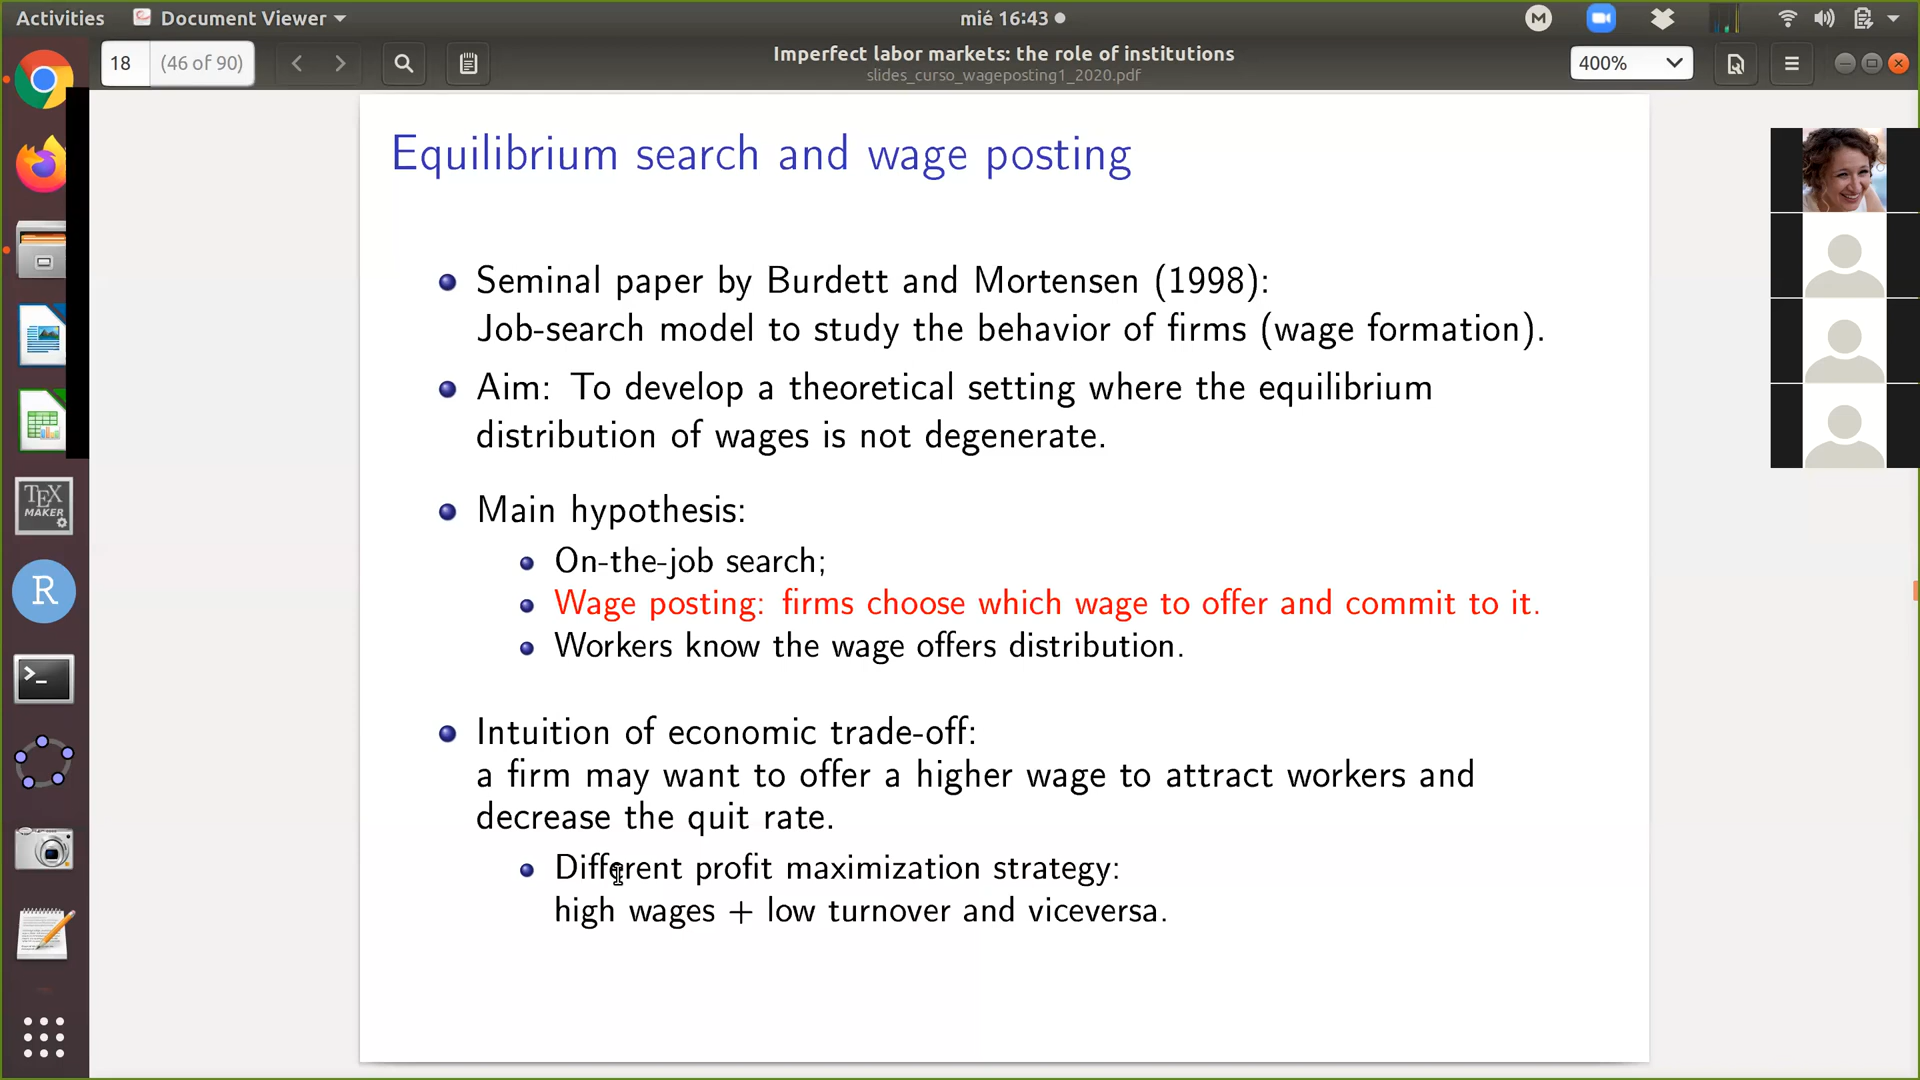 Activities
Document Viewer
mié 16:43
M
18
(46 of 90)
Imperfect labor markets: the role of institutions
slides_curso_wageposting1_2020.pdf
400%
Equilibrium search and wage posting
Seminal paper by Burdett and Mortensen (1998):
Job-search model to study the behavior of firms (wage formation).
Aim: To develop a theoretical setting where the equilibrium
distribution of wages is not degenerate.
Main hypothesis:
On-the-job search;
Wage posting: firms choose which wage to offer and commit to it.
Workers know the wage offers distribution.
Intuition of economic trade-off:
a firm may want to offer a higher wage to attract workers and
decrease the quit rate.
Different profit maximization strategy:
high wages + low turnover and viceversa.
TEX
MAKER
R
>_